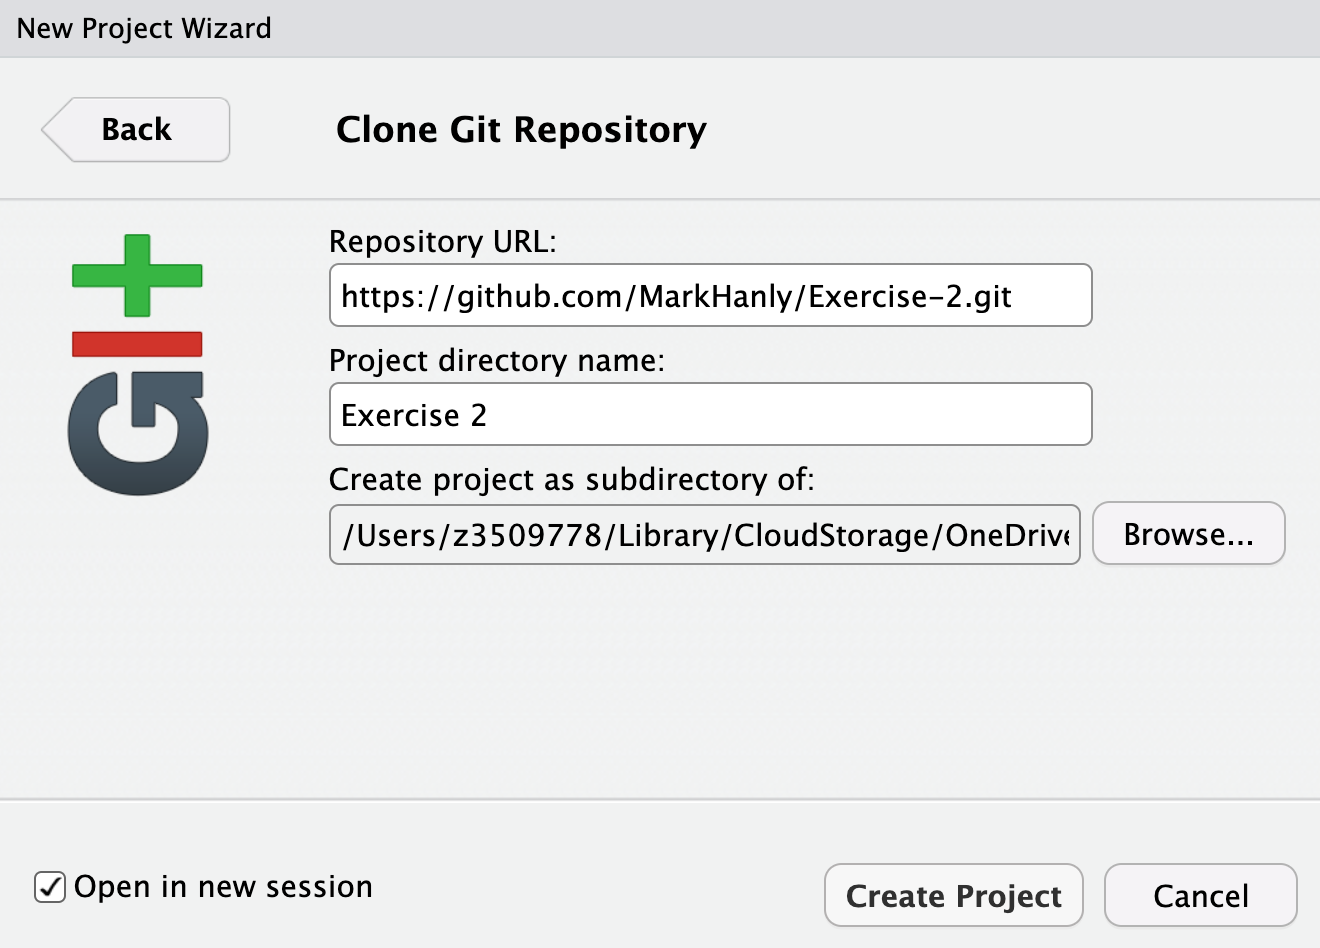 New Project Wizard
Back
Clone Git Repository
GIT
Repository URL:
https://github.com/MarkHanly/Exercise-2.git
Project directory name:
Exercise 2
Create project as subdirectory of:
/Users/z3509778/Library/CloudStorage/OneDrive
Browse...
Open in new session
Create Project
Cancel